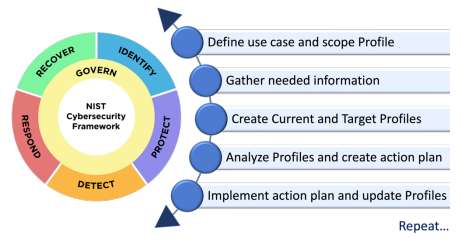 RECOVER
IDENTIFY
GOVERN
NIST
Cybersecurity
Framework
RESPOND
PROTECT
DETECT
Define use case and scope Profile
Gather needed information
Create Current and Target Profiles
Analyze Profiles and create action plan
Implement action plan and update Profiles
Repeat...